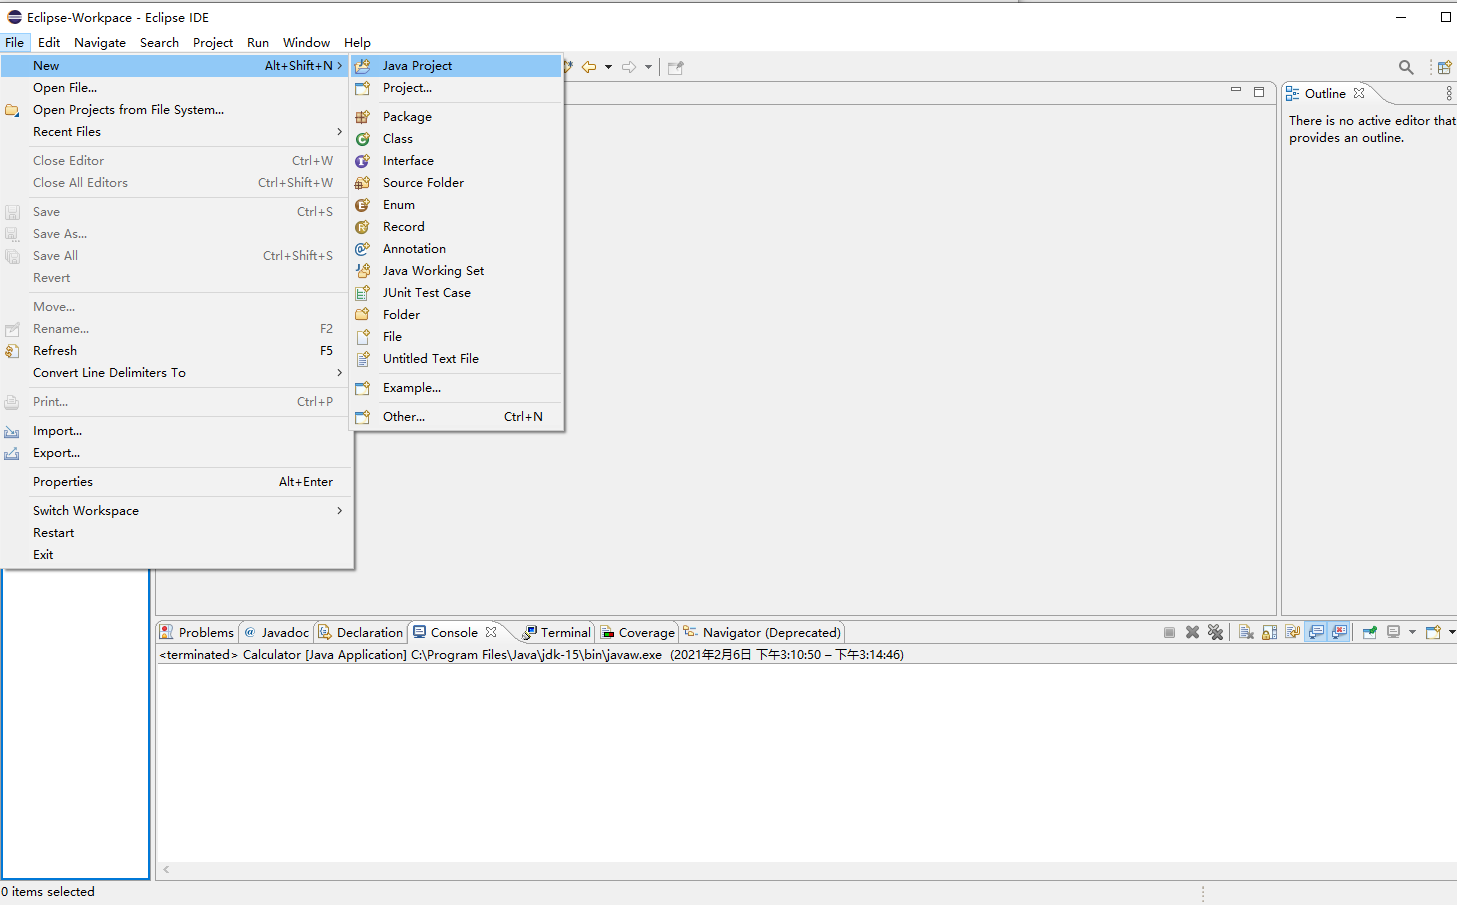 Eclipse-Workpace - Eclipse IDE
File Edit Navigate Search Project Run Window Help
New Alt+Shift+N
Open File...
Open Projects from File System...
Recent Files
Close Editor Ctrl+W
Close All Editors Ctrl+Shift+W
Save Ctrl+S
Save As...
Save All Ctrl+Shift+S
Revert
Move...
Rename... F2
Refresh F5
Convert Line Delimiters To
Print... Ctrl+P
Import...
Export...
Properties Alt+Enter
Switch Workspace
Restart
Exit
Java Project
Project...
Package
Class
Interface
Source Folder
Enum
Record
Annotation
Java Working Set
JUnit Test Case
Folder
File
Untitled Text File
Example...
Other... Ctrl+N
Outline
There is no active editor that
provides an outline.
Problems @ Javadoc Declaration Console Terminal Coverage Navigator (Deprecated)
<terminated> Calculator [Java Application] C:\Program Files\Java\jdk-15\bin\javaw.exe (2021年2月6日 下午3:10:50 – 下午3:14:46)
0 items selected